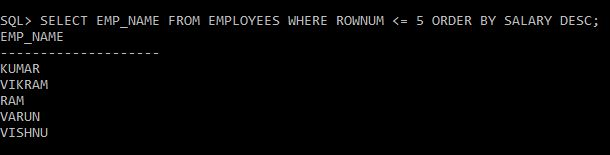 SQL> SELECT EMP_NAME FROM EMPLOYEES WHERE ROWNUM <= 5 ORDER BY SALARY DESC;
EMP_NAME
--------------------
KUMAR
VIKRAM
RAM
VARUN
VISHNU